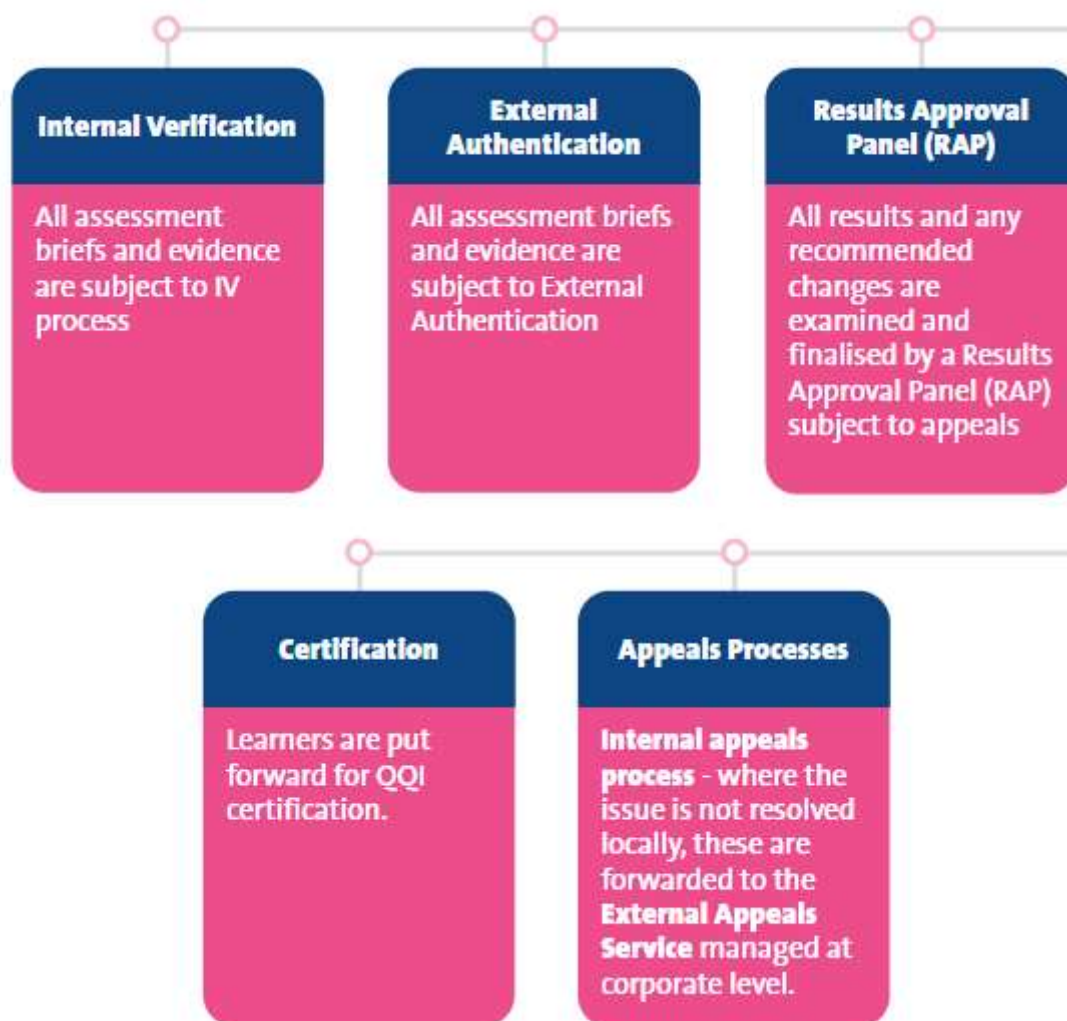 Internal Verification
All assessment
briefs and evidence
are subject to IV
process
External
Authentication
All assessment briefs
and evidence are
subject to External
Authentication
Results Approval
Panel (RAP)
All results and any
recommended
changes are
examined and
finalised by a Results
Approval Panel (RAP)
subject to appeals
Certification
Learners are put
forward for QQI
certification.
Appeals Processes
Internal appeals
process - where the
issue is not resolved
locally, these are
forwarded to the
External Appeals
Service managed at
corporate level.